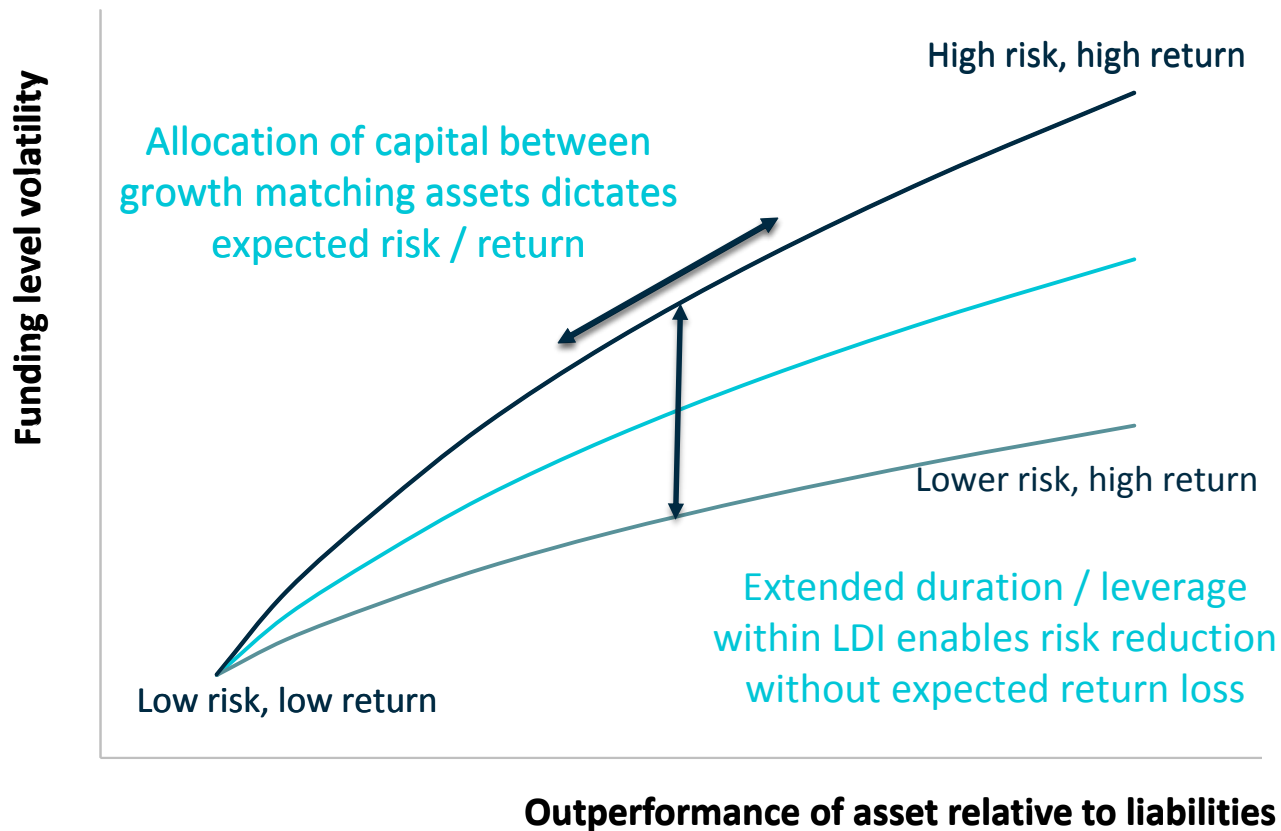 Funding level volatility
High risk, high return
Allocation of capital between
growth matching assets dictates
expected risk / return
Lower risk, high return
Extended duration / leverage
within LDI enables risk reduction
without expected return loss
Low risk, low return
Outperformance of asset relative to liabilities